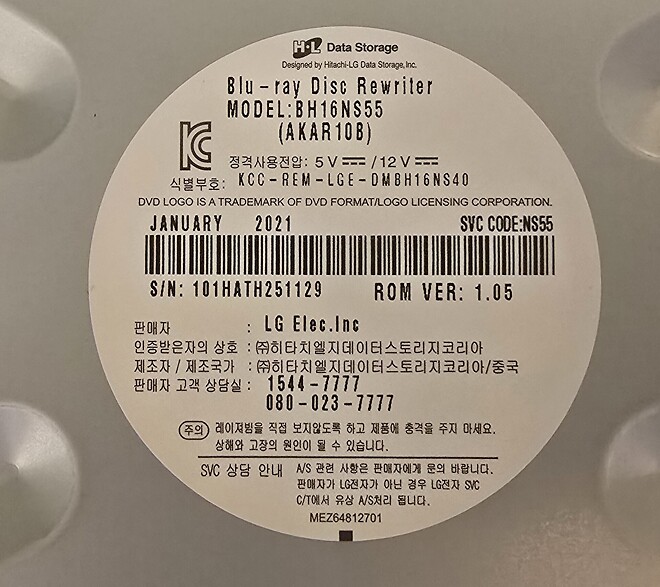 H·L Data Storage
Designed by Hitachi-LG Data Storage, Inc.
Blu-ray Disc Rewriter
MODEL:BH16NS55
(AKAR10B)
정격사용전압: 5 V / 12 V
식별부호: KCC-REM-LGE-DMBH16NS40
DVD LOGO IS A TRADEMARK OF DVD FORMAT/LOGO LICENSING CORPORATION.
JANUARY 2021 SVC CODE:NS55
S/N: 101HATH251129 ROM VER: 1.05
판매자 : LG Elec.Inc
인증받은자의 상호 : ㈜히타치엘지데이터스토리지코리아
제조자 / 제조국가 : ㈜히타치엘지데이터스토리지코리아/중국
판매자 고객 상담실 : 1544-7777
080-023-7777
주의 레이저빔을 직접 보지않도록 하고 제품에 충격을 주지 마세요.
상해와 고장의 원인이 될 수 있습니다.
SVC 상담 안내 A/S 관련 사항은 판매자에게 문의 바랍니다.
판매자가 LG전자가 아닌 경우 LG전자 SVC
C/T에서 유상 A/S처리 됩니다.
MEZ64812701